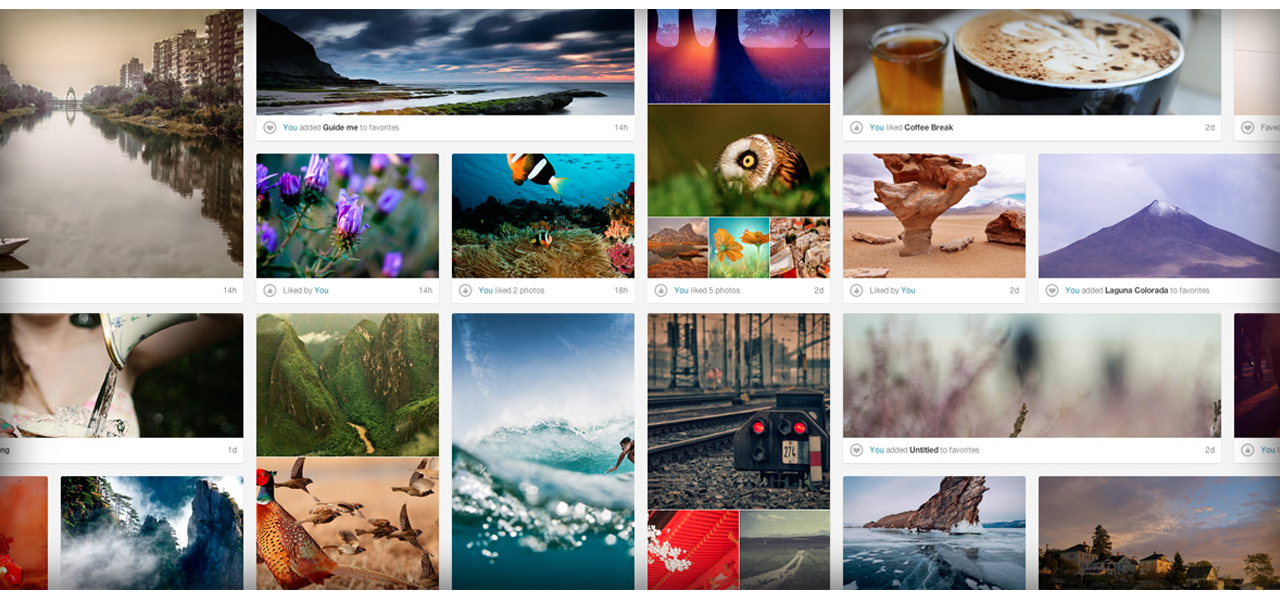 You added Guide me to favorites 14h
You liked Coffee Break 2d
14h
Liked by You 14h
You liked 2 photos 18h
You liked 5 photos 2d
Liked by You 2d
You added Laguna Colorada to favorites
274
1d
You added Untitled to favorites 2d
You